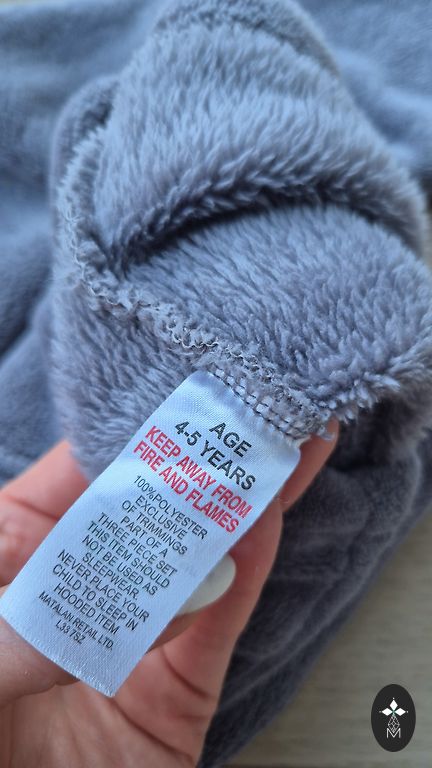 AGE
4-5 YEARS
KEEP AWAY FROM
FIRE AND FLAMES
100%POLYESTER
EXCLUSIVE
OF TRIMMINGS
PART OF A
THREE PIECE SET
THIS ITEM SHOULD
NOT BE USED AS
SLEEPWEAR.
NEVER PLACE YOUR
CHILD TO SLEEP IN
HOODED ITEM
MATALAN RETAIL LTD.
L33 7SZ
M